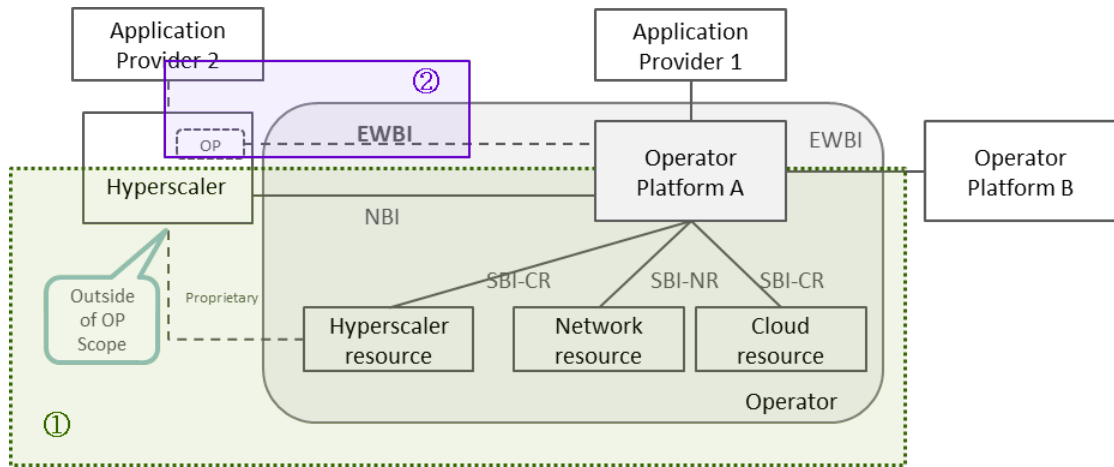 Application
Provider 2
Application
Provider 1
②
EWBI
OP
EWBI
Operator
Platform A
Operator
Platform B
Hyperscaler
NBI
SBI-CR
SBI-NR
SBI-CR
Outside
of OP
Scope
Proprietary
Hyperscaler
resource
Network
resource
Cloud
resource
Operator
①